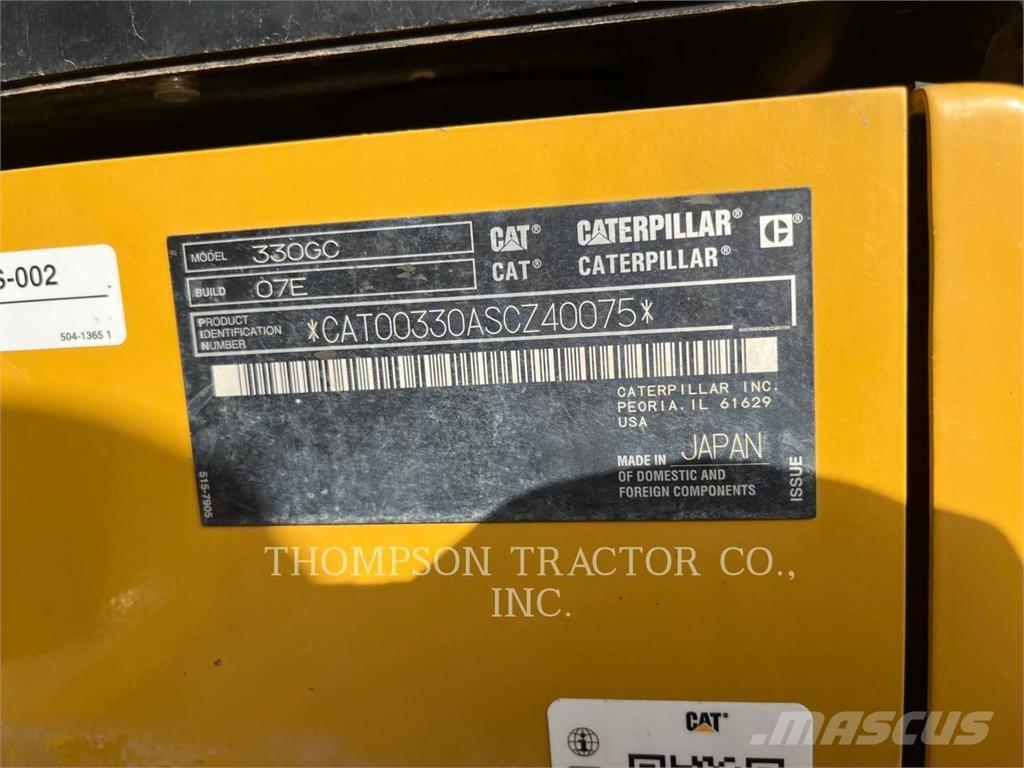 MODEL 330GC
BUILD 07E
PRODUCT
IDENTIFICATION
NUMBER
*CAT00330ASCZ40075*
CAT® CATERPILLAR® C®
CAT® CATERPILLAR®
CATERPILLAR INC.
PEORIA, IL 61629
USA
MADE IN JAPAN
OF DOMESTIC AND
FOREIGN COMPONENTS
ISSUE
515-7905
S-002
504-1365 1
THOMPSON TRACTOR CO.,
INC.
CAT®
MASCUS